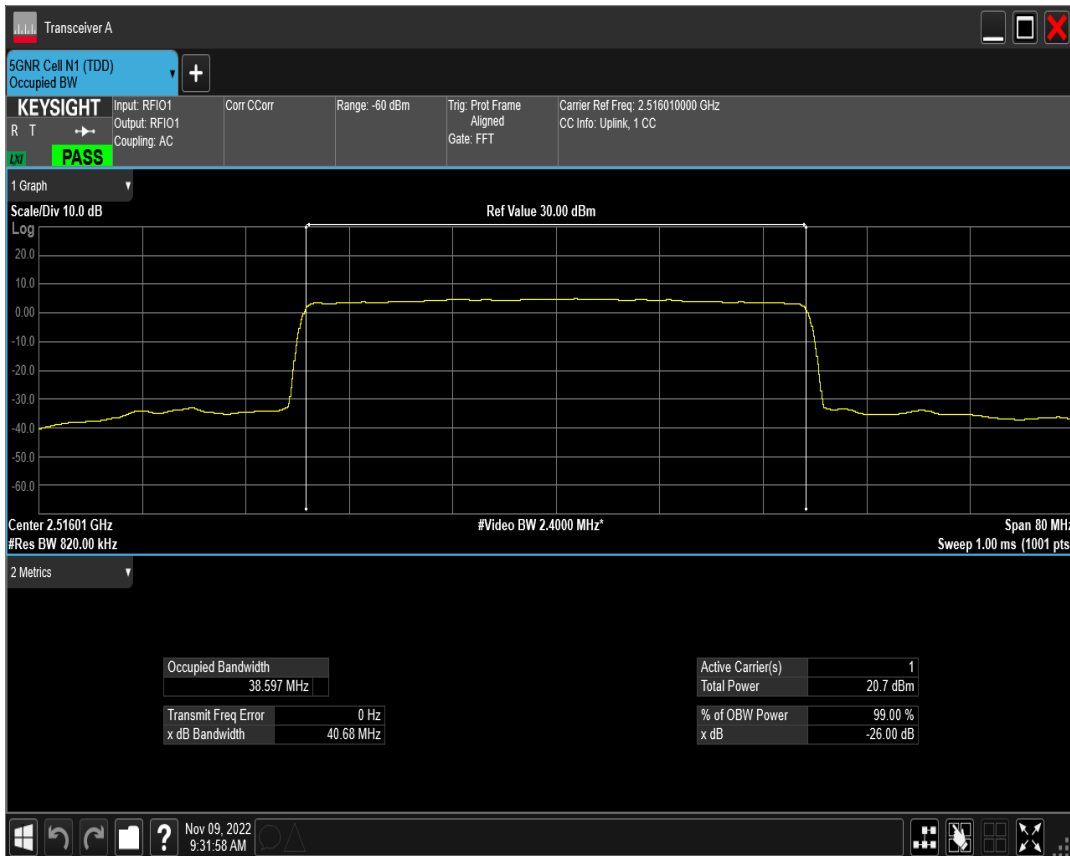 Transceiver A
5GNR Cell N1 (TDD)
Occupied BW
+
KEYSIGHT
R T
LXI
PASS
Input: RFIO1
Output: RFIO1
Coupling: AC
Corr CCorr
Range: -60 dBm
Trig: Prot Frame
Aligned
Gate: FFT
Carrier Ref Freq: 2.516010000 GHz
CC Info: Uplink, 1 CC
1 Graph
Scale/Div 10.0 dB
Ref Value 30.00 dBm
Log
20.0
10.0
0.00
-10.0
-20.0
-30.0
-40.0
-50.0
-60.0
Center 2.51601 GHz
#Video BW 2.4000 MHz*
Span 80 MHz
#Res BW 820.00 kHz
Sweep 1.00 ms (1001 pts
2 Metrics
Occupied Bandwidth
38.597 MHz
Transmit Freq Error 0 Hz
x dB Bandwidth 40.68 MHz
Active Carrier(s) 1
Total Power 20.7 dBm
% of OBW Power 99.00 %
x dB -26.00 dB
?
Nov 09, 2022
9:31:58 AM